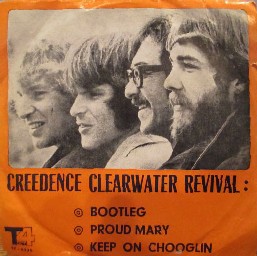 CREEDENCE CLEARWATER REVIVAL:
◎ BOOTLEG
◎ PROUD MARY
◎ KEEP ON CHOOGLIN